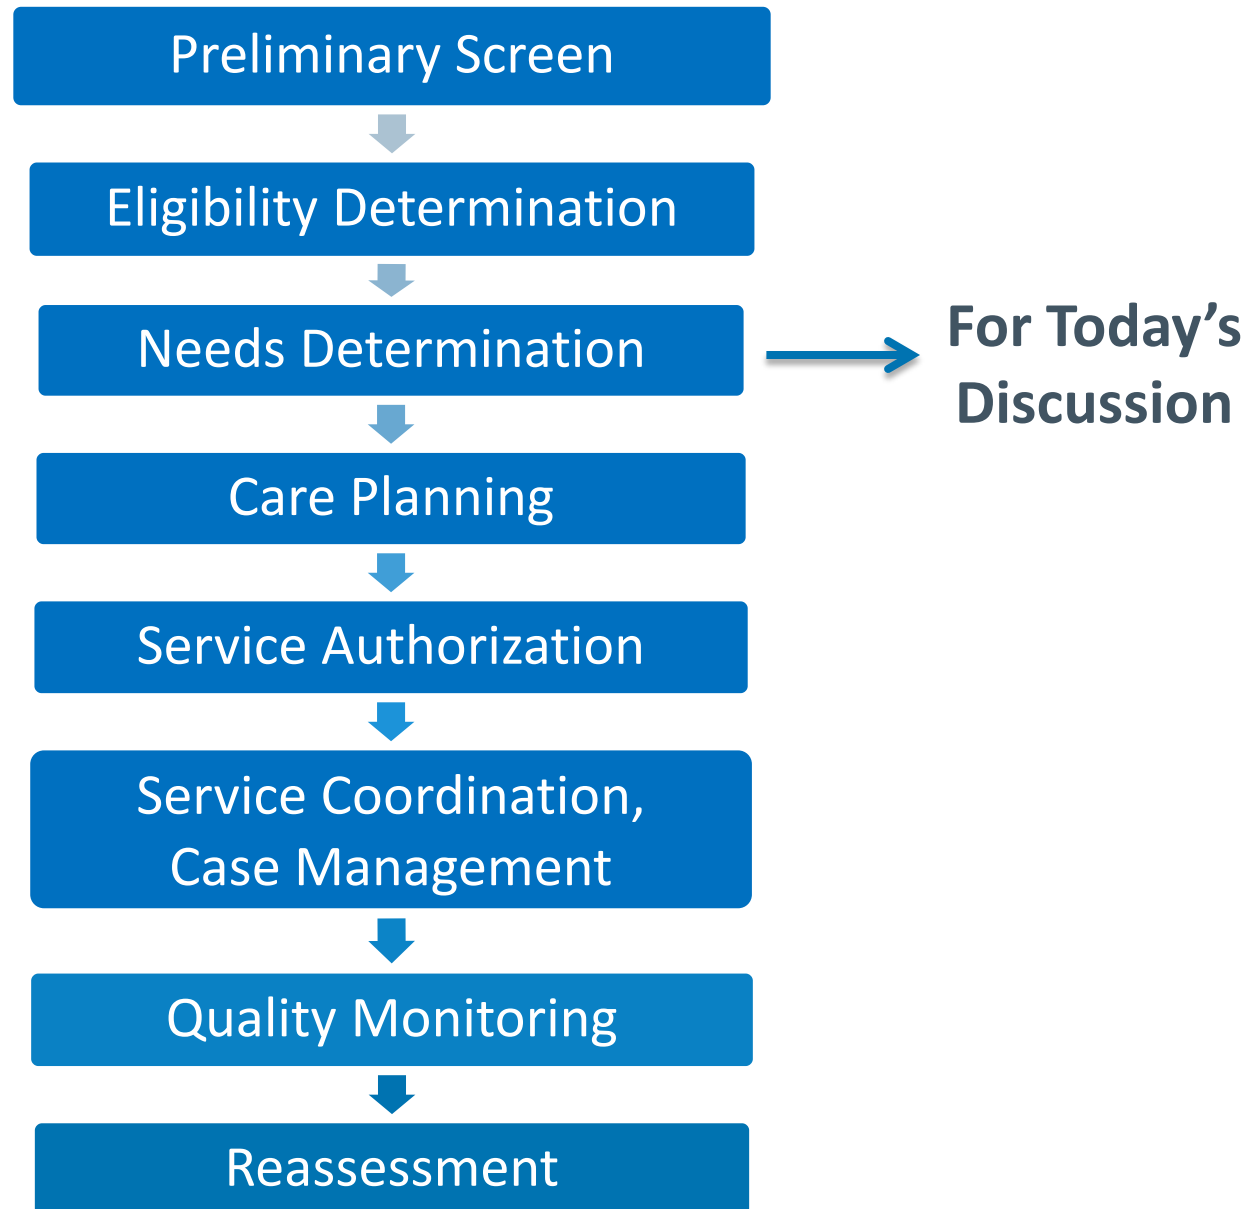 Preliminary Screen
Eligibility Determination
Needs Determination
For Today’s
Discussion
Care Planning
Service Authorization
Service Coordination,
Case Management
Quality Monitoring
Reassessment